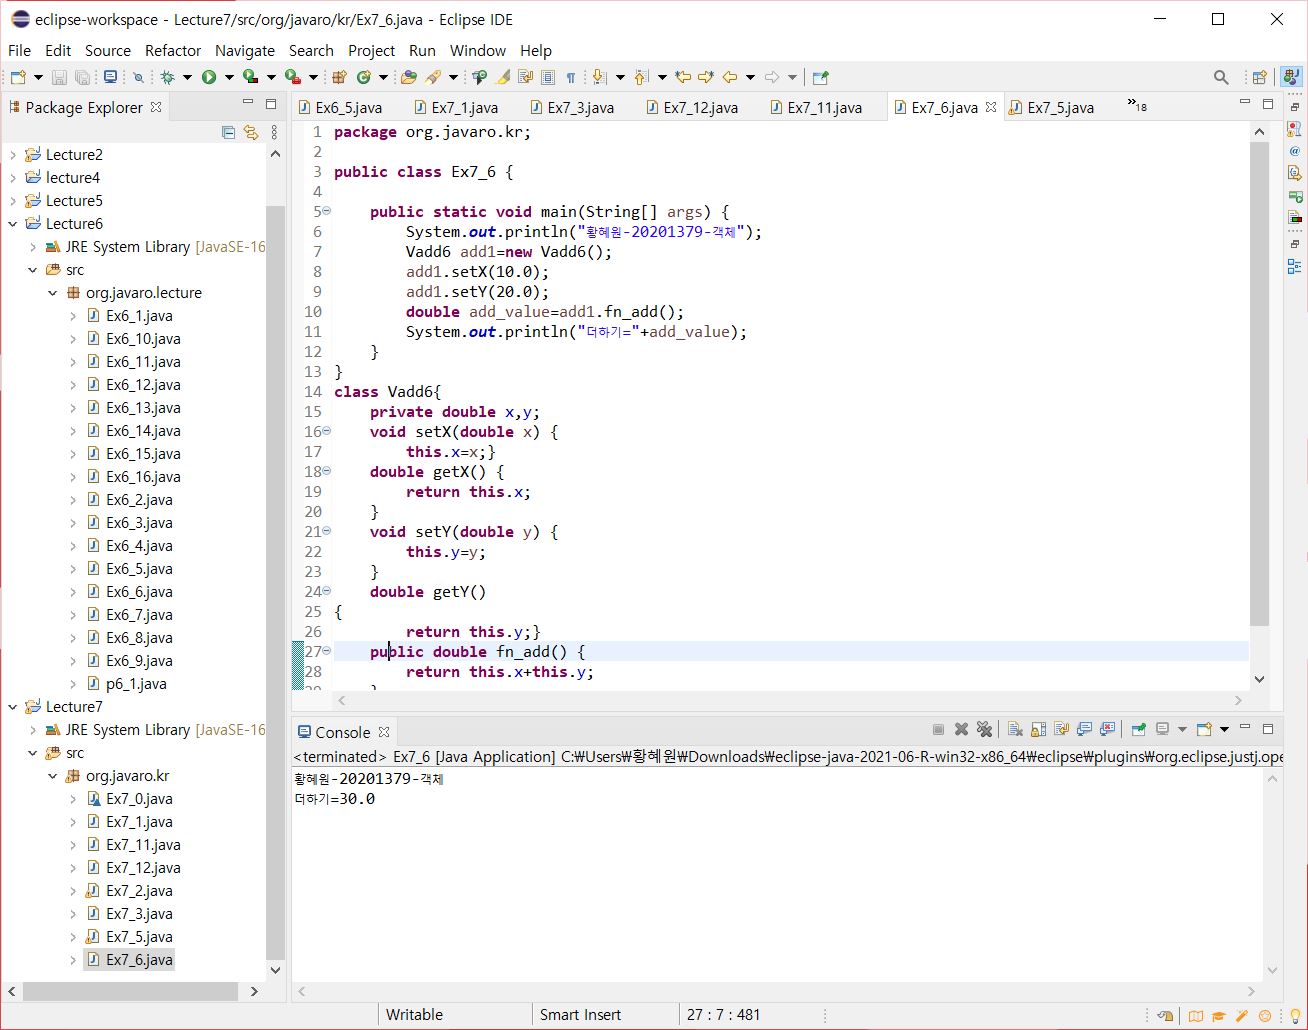 eclipse-workspace - Lecture7/src/org/javaro/kr/Ex7_6.java - Eclipse IDE
File Edit Source Refactor Navigate Search Project Run Window Help
Package Explorer
Lecture2
lecture4
Lecture5
Lecture6
JRE System Library [JavaSE-16
src
org.javaro.lecture
Ex6_1.java
Ex6_10.java
Ex6_11.java
Ex6_12.java
Ex6_13.java
Ex6_14.java
Ex6_15.java
Ex6_16.java
Ex6_2.java
Ex6_3.java
Ex6_4.java
Ex6_5.java
Ex6_6.java
Ex6_7.java
Ex6_8.java
Ex6_9.java
p6_1.java
Lecture7
JRE System Library [JavaSE-16
src
org.javaro.kr
Ex7_0.java
Ex7_1.java
Ex7_11.java
Ex7_12.java
Ex7_2.java
Ex7_3.java
Ex7_5.java
Ex7_6.java
Ex6_5.java Ex7_1.java Ex7_3.java Ex7_12.java Ex7_11.java Ex7_6.java Ex7_5.java »18
1 package org.javaro.kr;
2
3 public class Ex7_6 {
4
5 public static void main(String[] args) {
6 System.out.println("황혜원-20201379-객체");
7 Vadd6 add1=new Vadd6();
8 add1.setX(10.0);
9 add1.setY(20.0);
10 double add_value=add1.fn_add();
11 System.out.println("더하기="+add_value);
12 }
13 }
14 class Vadd6{
15 private double x,y;
16 void setX(double x) {
17 this.x=x;}
18 double getX() {
19 return this.x;
20 }
21 void setY(double y) {
22 this.y=y;
23 }
24 double getY()
25 {
26 return this.y;}
27 public double fn_add() {
28 return this.x+this.y;
29 }
Console
<terminated> Ex7_6 [Java Application] C:₩Users₩황혜원₩Downloads₩eclipse-java-2021-06-R-win32-x86_64₩eclipse₩plugins₩org.eclipse.justj.ope
황혜원-20201379-객체
더하기=30.0
Writable Smart Insert 27 : 7 : 481